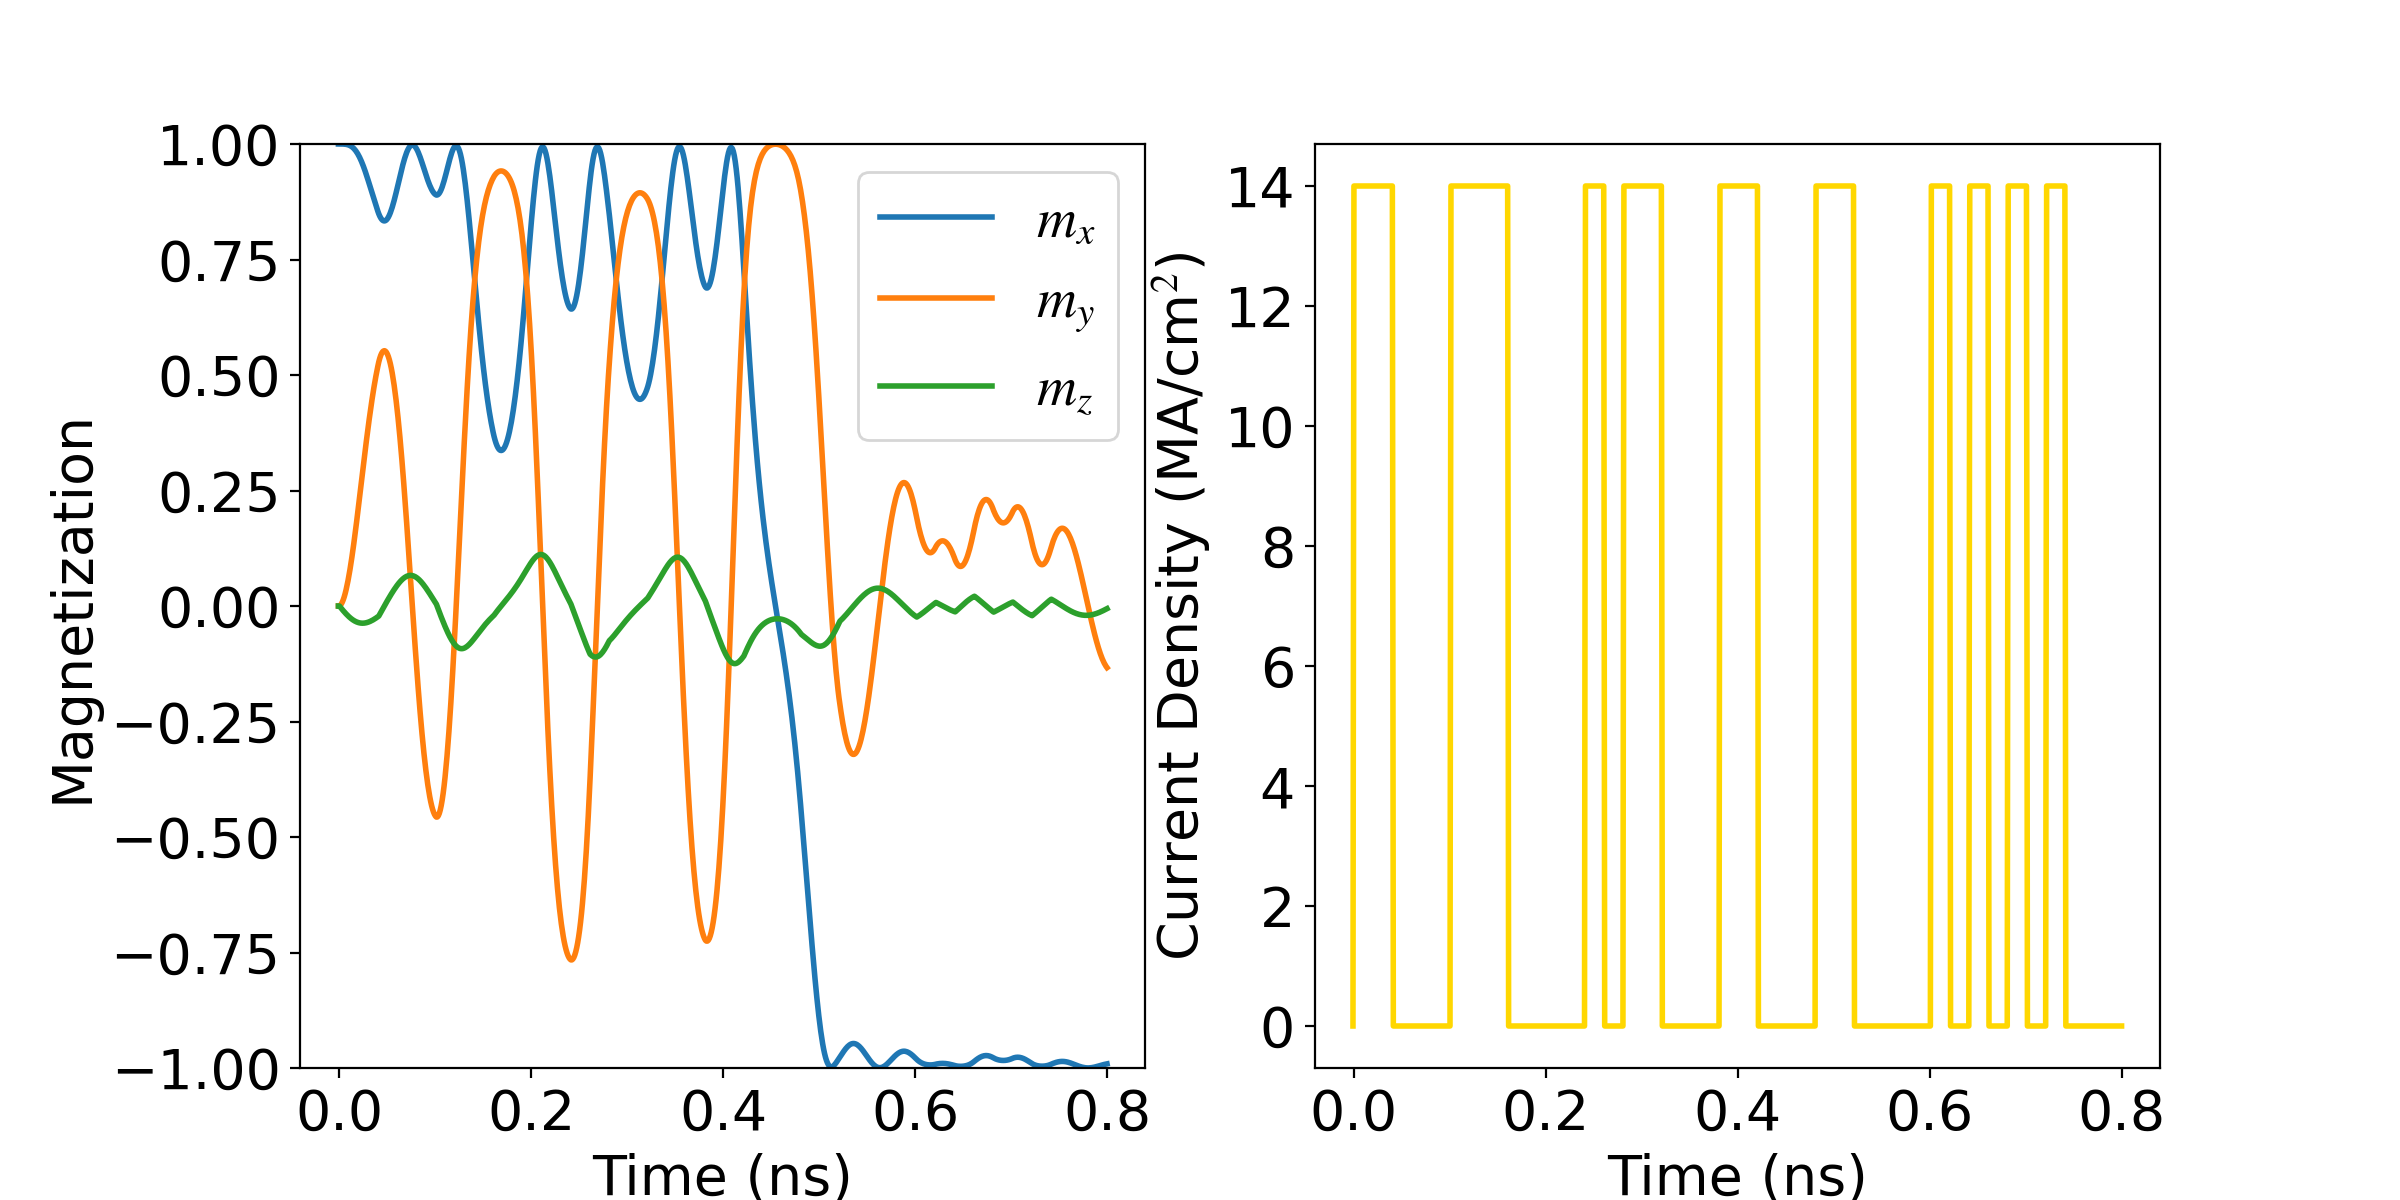 Magnetization
1.00
0.75
0.50
0.25
0.00
−0.25
−0.50
−0.75
−1.00
0.0 0.2 0.4 0.6 0.8
Time (ns)
m_x
m_y
m_z
Current Density (MA/cm²)
14
12
10
8
6
4
2
0
0.0 0.2 0.4 0.6 0.8
Time (ns)